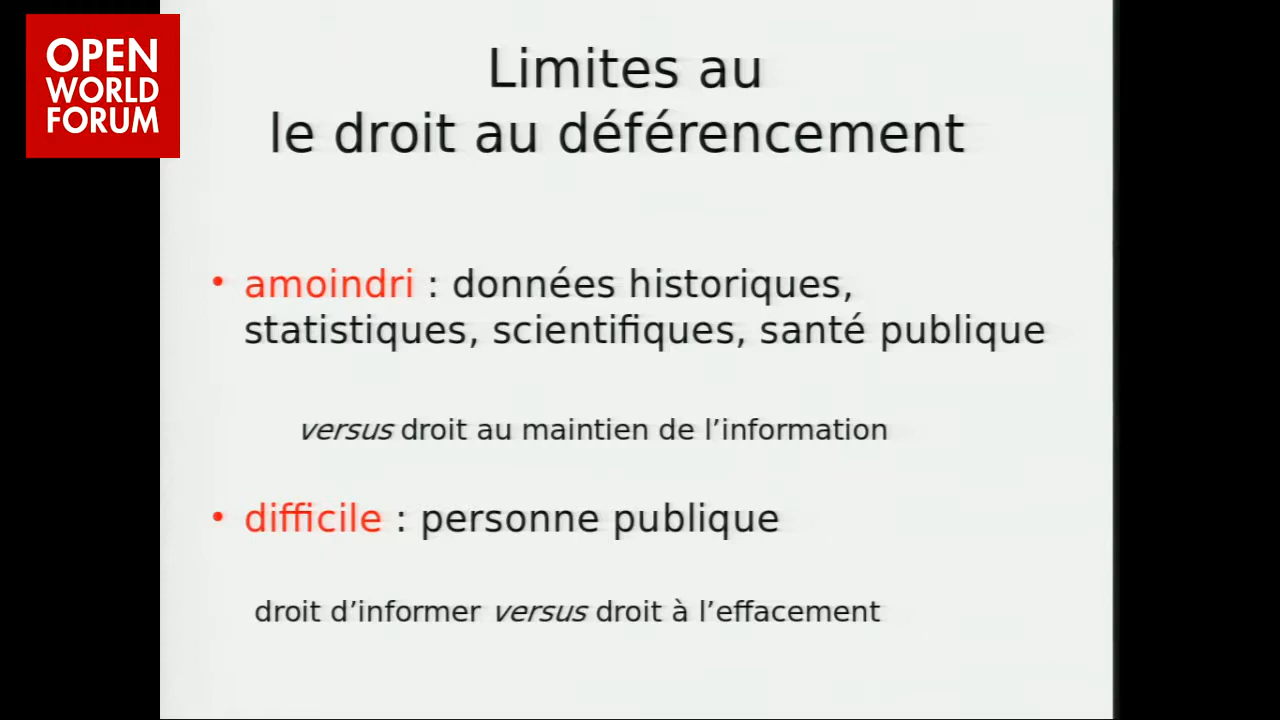 OPEN
WORLD
FORUM
Limites au
le droit au déférencement
• amoindri : données historiques,
statistiques, scientifiques, santé publique
versus droit au maintien de l’information
• difficile : personne publique
droit d’informer versus droit à l’effacement